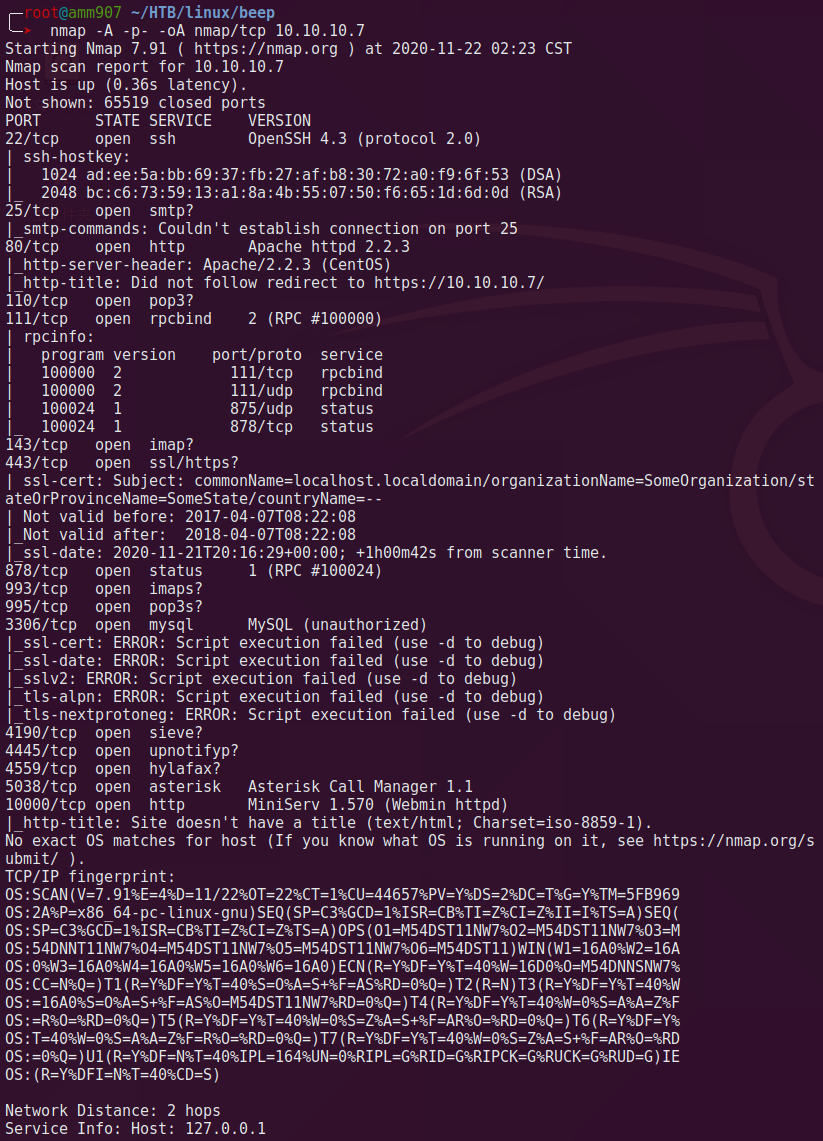 root@amm907 ~/HTB/linux/beep
nmap -A -p- -oA nmap/tcp 10.10.10.7
Starting Nmap 7.91 ( https://nmap.org ) at 2020-11-22 02:23 CST
Nmap scan report for 10.10.10.7
Host is up (0.36s latency).
Not shown: 65519 closed ports
PORT      STATE SERVICE    VERSION
22/tcp    open  ssh        OpenSSH 4.3 (protocol 2.0)
| ssh-hostkey:
|   1024 ad:ee:5a:bb:69:37:fb:27:af:b8:30:72:a0:f9:6f:53 (DSA)
|_  2048 bc:c6:73:59:13:a1:8a:4b:55:07:50:f6:65:1d:6d:0d (RSA)
25/tcp    open  smtp?
|_smtp-commands: Couldn't establish connection on port 25
80/tcp    open  http       Apache httpd 2.2.3
|_http-server-header: Apache/2.2.3 (CentOS)
|_http-title: Did not follow redirect to https://10.10.10.7/
110/tcp   open  pop3?
111/tcp   open  rpcbind    2 (RPC #100000)
| rpcinfo:
|   program version    port/proto  service
|   100000  2            111/tcp   rpcbind
|   100000  2            111/udp   rpcbind
|   100024  1            875/udp   status
|_  100024  1            878/tcp   status
143/tcp   open  imap?
443/tcp   open  ssl/https?
| ssl-cert: Subject: commonName=localhost.localdomain/organizationName=SomeOrganization/st
ateOrProvinceName=SomeState/countryName=--
| Not valid before: 2017-04-07T08:22:08
|_Not valid after:  2018-04-07T08:22:08
|_ssl-date: 2020-11-21T20:16:29+00:00; +1h00m42s from scanner time.
878/tcp   open  status     1 (RPC #100024)
993/tcp   open  imaps?
995/tcp   open  pop3s?
3306/tcp  open  mysql      MySQL (unauthorized)
|_ssl-cert: ERROR: Script execution failed (use -d to debug)
|_ssl-date: ERROR: Script execution failed (use -d to debug)
|_sslv2: ERROR: Script execution failed (use -d to debug)
|_tls-alpn: ERROR: Script execution failed (use -d to debug)
|_tls-nextprotoneg: ERROR: Script execution failed (use -d to debug)
4190/tcp  open  sieve?
4445/tcp  open  upnotifyp?
4559/tcp  open  hylafax?
5038/tcp  open  asterisk   Asterisk Call Manager 1.1
10000/tcp open  http       MiniServ 1.570 (Webmin httpd)
|_http-title: Site doesn't have a title (text/html; Charset=iso-8859-1).
No exact OS matches for host (If you know what OS is running on it, see https://nmap.org/s
ubmit/ ).
TCP/IP fingerprint:
OS:SCAN(V=7.91%E=4%D=11/22%OT=22%CT=1%CU=44657%PV=Y%DS=2%DC=T%G=Y%TM=5FB969
OS:2A%P=x86_64-pc-linux-gnu)SEQ(SP=C3%GCD=1%ISR=CB%TI=Z%CI=Z%II=I%TS=A)SEQ(
OS:SP=C3%GCD=1%ISR=CB%TI=Z%CI=Z%TS=A)OPS(O1=M54DST11NW7%O2=M54DST11NW7%O3=M
OS:54DNNT11NW7%O4=M54DST11NW7%O5=M54DST11NW7%O6=M54DST11)WIN(W1=16A0%W2=16A
OS:0%W3=16A0%W4=16A0%W5=16A0%W6=16A0)ECN(R=Y%DF=Y%T=40%W=16D0%O=M54DNNSNW7%
OS:CC=N%Q=)T1(R=Y%DF=Y%T=40%S=O%A=S+%F=AS%RD=0%Q=)T2(R=N)T3(R=Y%DF=Y%T=40%W
OS:=16A0%S=O%A=S+%F=AS%O=M54DST11NW7%RD=0%Q=)T4(R=Y%DF=Y%T=40%W=0%S=A%A=Z%F
OS:=R%O=%RD=0%Q=)T5(R=Y%DF=Y%T=40%W=0%S=Z%A=S+%F=AR%O=%RD=0%Q=)T6(R=Y%DF=Y%
OS:T=40%W=0%S=A%A=Z%F=R%O=%RD=0%Q=)T7(R=Y%DF=Y%T=40%W=0%S=Z%A=S+%F=AR%O=%RD
OS:=0%Q=)U1(R=Y%DF=N%T=40%IPL=164%UN=0%RIPL=G%RID=G%RIPCK=G%RUCK=G%RUD=G)IE
OS:(R=Y%DFI=N%T=40%CD=S)
Network Distance: 2 hops
Service Info: Host: 127.0.0.1